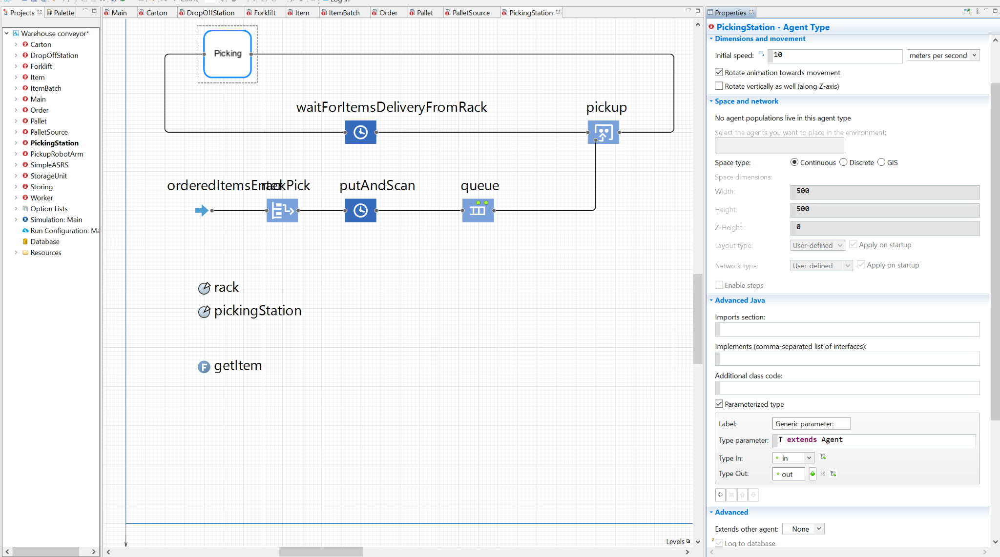 Log in
Projects
Palette
Main
Carton
DropOffStation
Forklift
Item
ItemBatch
Order
Pallet
PalletSource
PickingStation
Properties
Warehouse conveyor*
Carton
DropOffStation
Forklift
Item
ItemBatch
Main
Order
Pallet
PalletSource
PickingStation
PickupRobotArm
SimpleASRS
StorageUnit
Storing
Worker
Option Lists
Simulation: Main
Run Configuration: Ma
Database
Resources
Picking
waitForItemsDeliveryFromRack
pickup
orderedItemsEnter
rackPick
putAndScan
queue
rack
pickingStation
F getItem
Levels
PickingStation - Agent Type
Dimensions and movement
Initial speed: 10 meters per second
Rotate animation towards movement
Rotate vertically as well (along Z-axis)
Space and network
No agent populations live in this agent type
Select the agents you want to place in the environment:
Space type: Continuous Discrete GIS
Space dimensions:
Width: 500
Height: 500
Z-Height: 0
Layout type: User-defined Apply on startup
Network type: User-defined Apply on startup
Enable steps
Advanced Java
Imports section:
Implements (comma-separated list of interfaces):
Additional class code:
Parameterized type
Label: Generic parameter:
Type parameter: T extends Agent
Type In: in
Type Out: out
Advanced
Extends other agent: None
Log to database